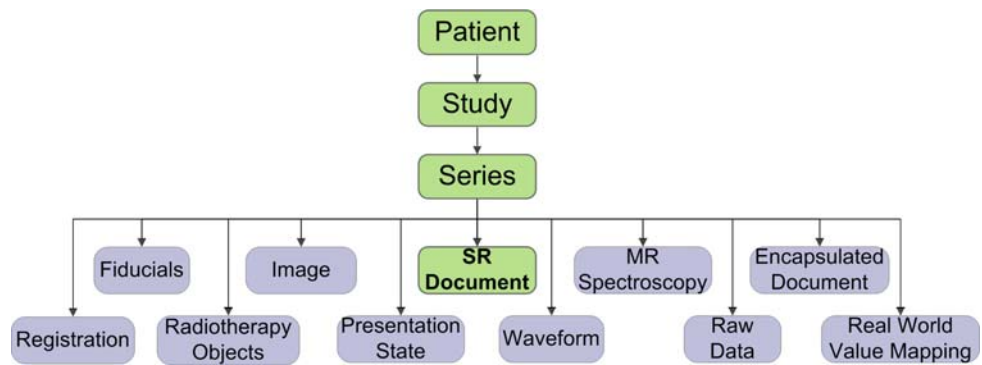 Patient
Study
Series
Fiducials
Image
SR
Document
MR
Spectroscopy
Encapsulated
Document
Registration
Radiotherapy
Objects
Presentation
State
Waveform
Raw
Data
Real World
Value Mapping